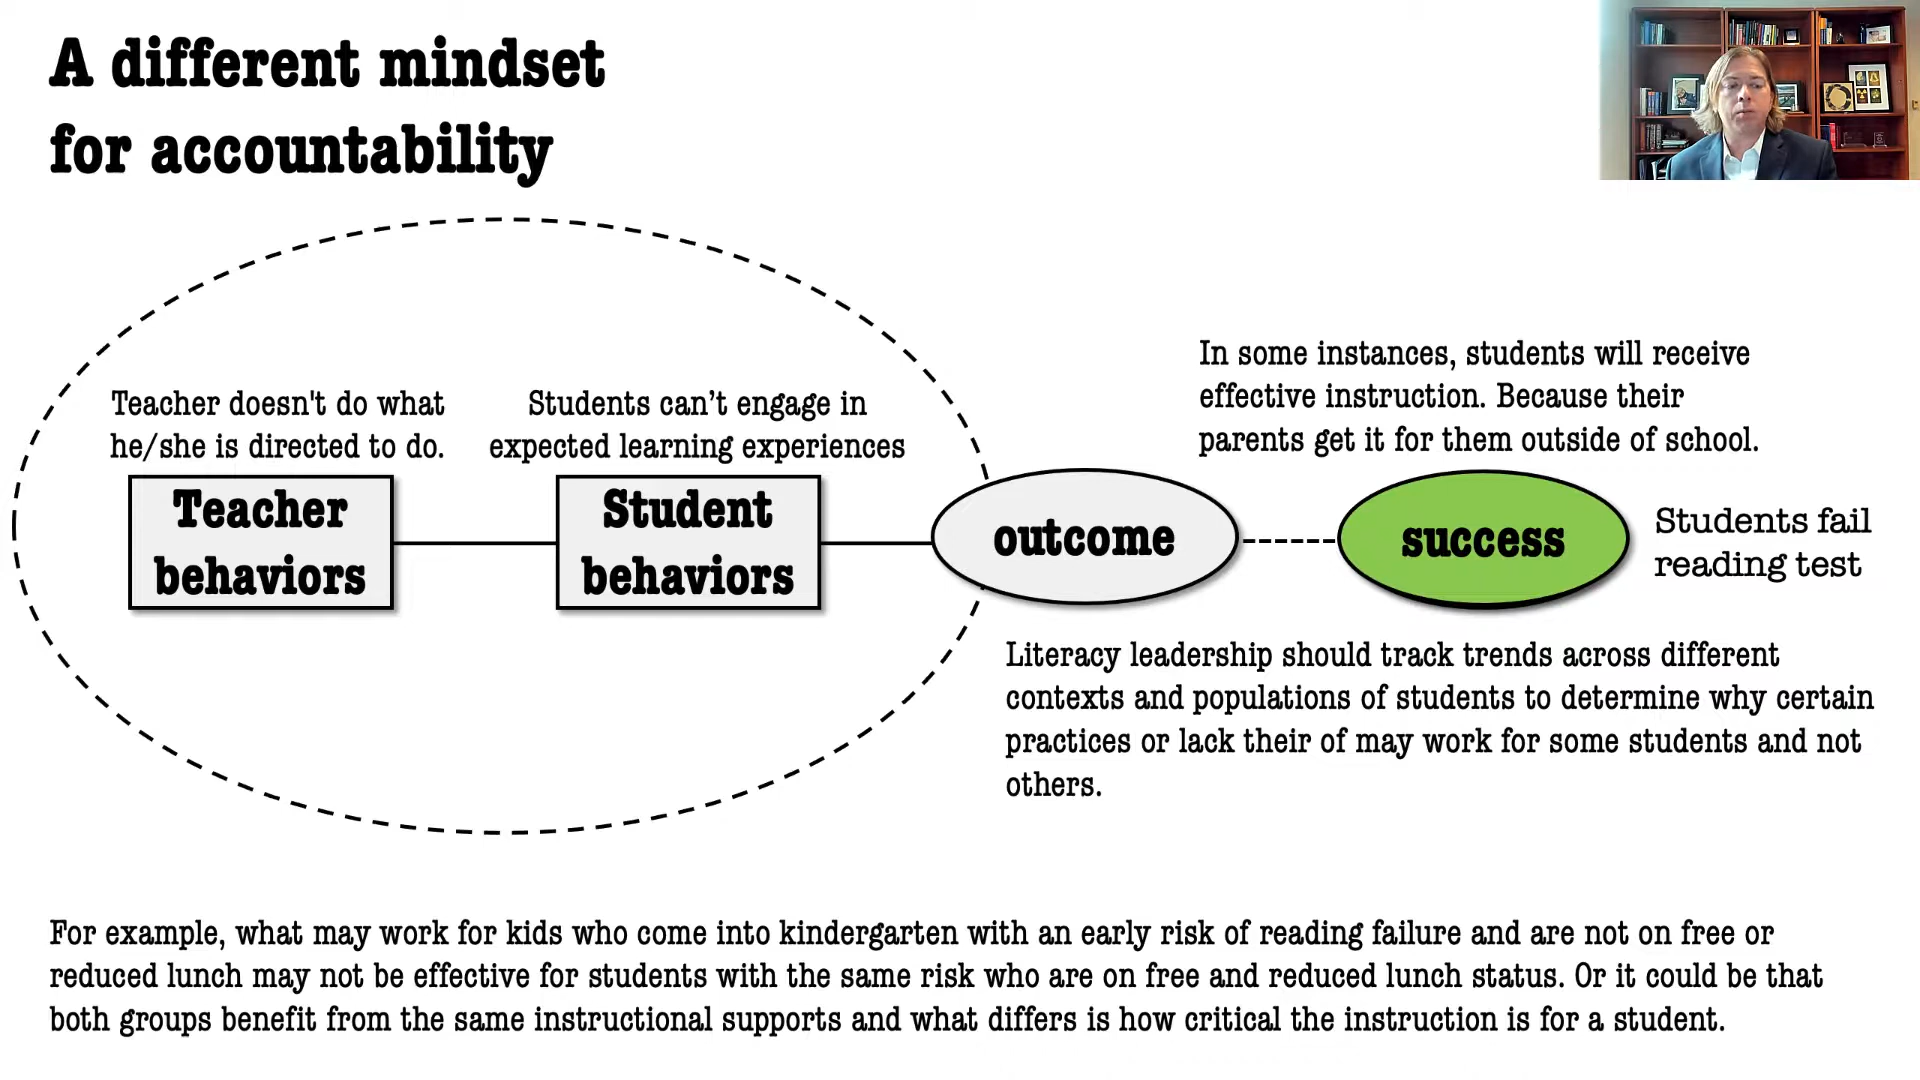 A different mindset
for accountability
In some instances, students will receive
effective instruction. Because their
parents get it for them outside of school.
Teacher doesn't do what
he/she is directed to do.
Students can’t engage in
expected learning experiences
Teacher
behaviors
Student
behaviors
outcome
success
Students fail
reading test
Literacy leadership should track trends across different
contexts and populations of students to determine why certain
practices or lack their of may work for some students and not
others.
For example, what may work for kids who come into kindergarten with an early risk of reading failure and are not on free or
reduced lunch may not be effective for students with the same risk who are on free and reduced lunch status. Or it could be that
both groups benefit from the same instructional supports and what differs is how critical the instruction is for a student.